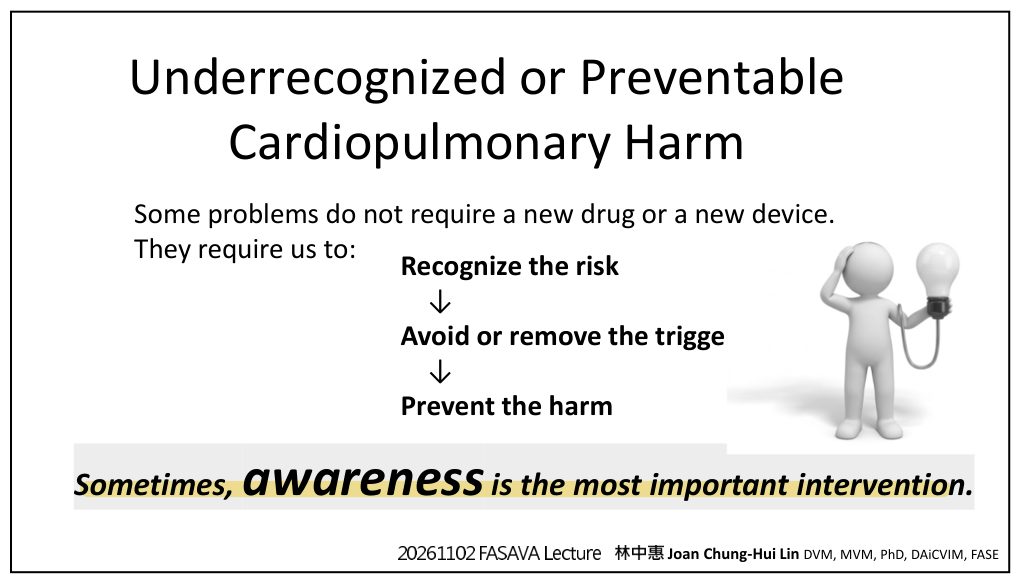 Underrecognized or Preventable
Cardiopulmonary Harm
Some problems do not require a new drug or a new device.
They require us to:
Recognize the risk
↓
Avoid or remove the trigge
↓
Prevent the harm
Sometimes, awareness is the most important intervention.
20261102 FASAVA Lecture 林中惠 Joan Chung-Hui Lin DVM, MVM, PhD, DAiCVIM, FASE